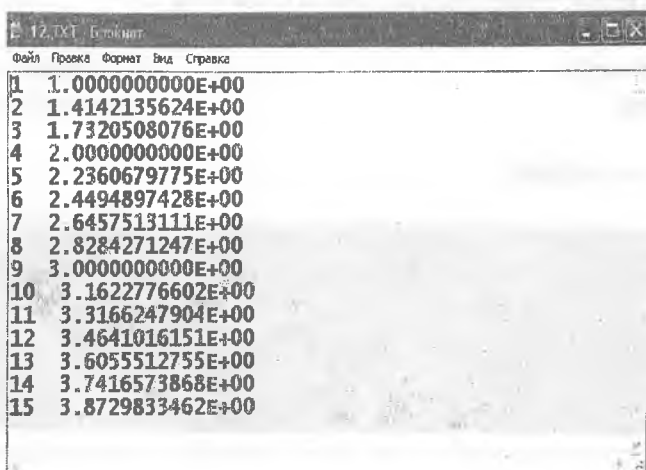 12.TXT - Блокнот
Файл Правка Формат Вид Справка
1 1.0000000000E+00
2 1.4142135624E+00
3 1.7320508076E+00
4 2.0000000000E+00
5 2.2360679775E+00
6 2.4494897428E+00
7 2.6457513111E+00
8 2.8284271247E+00
9 3.0000000000E+00
10 3.1622776602E+00
11 3.3166247904E+00
12 3.4641016151E+00
13 3.6055512755E+00
14 3.7416573868E+00
15 3.8729833462E+00